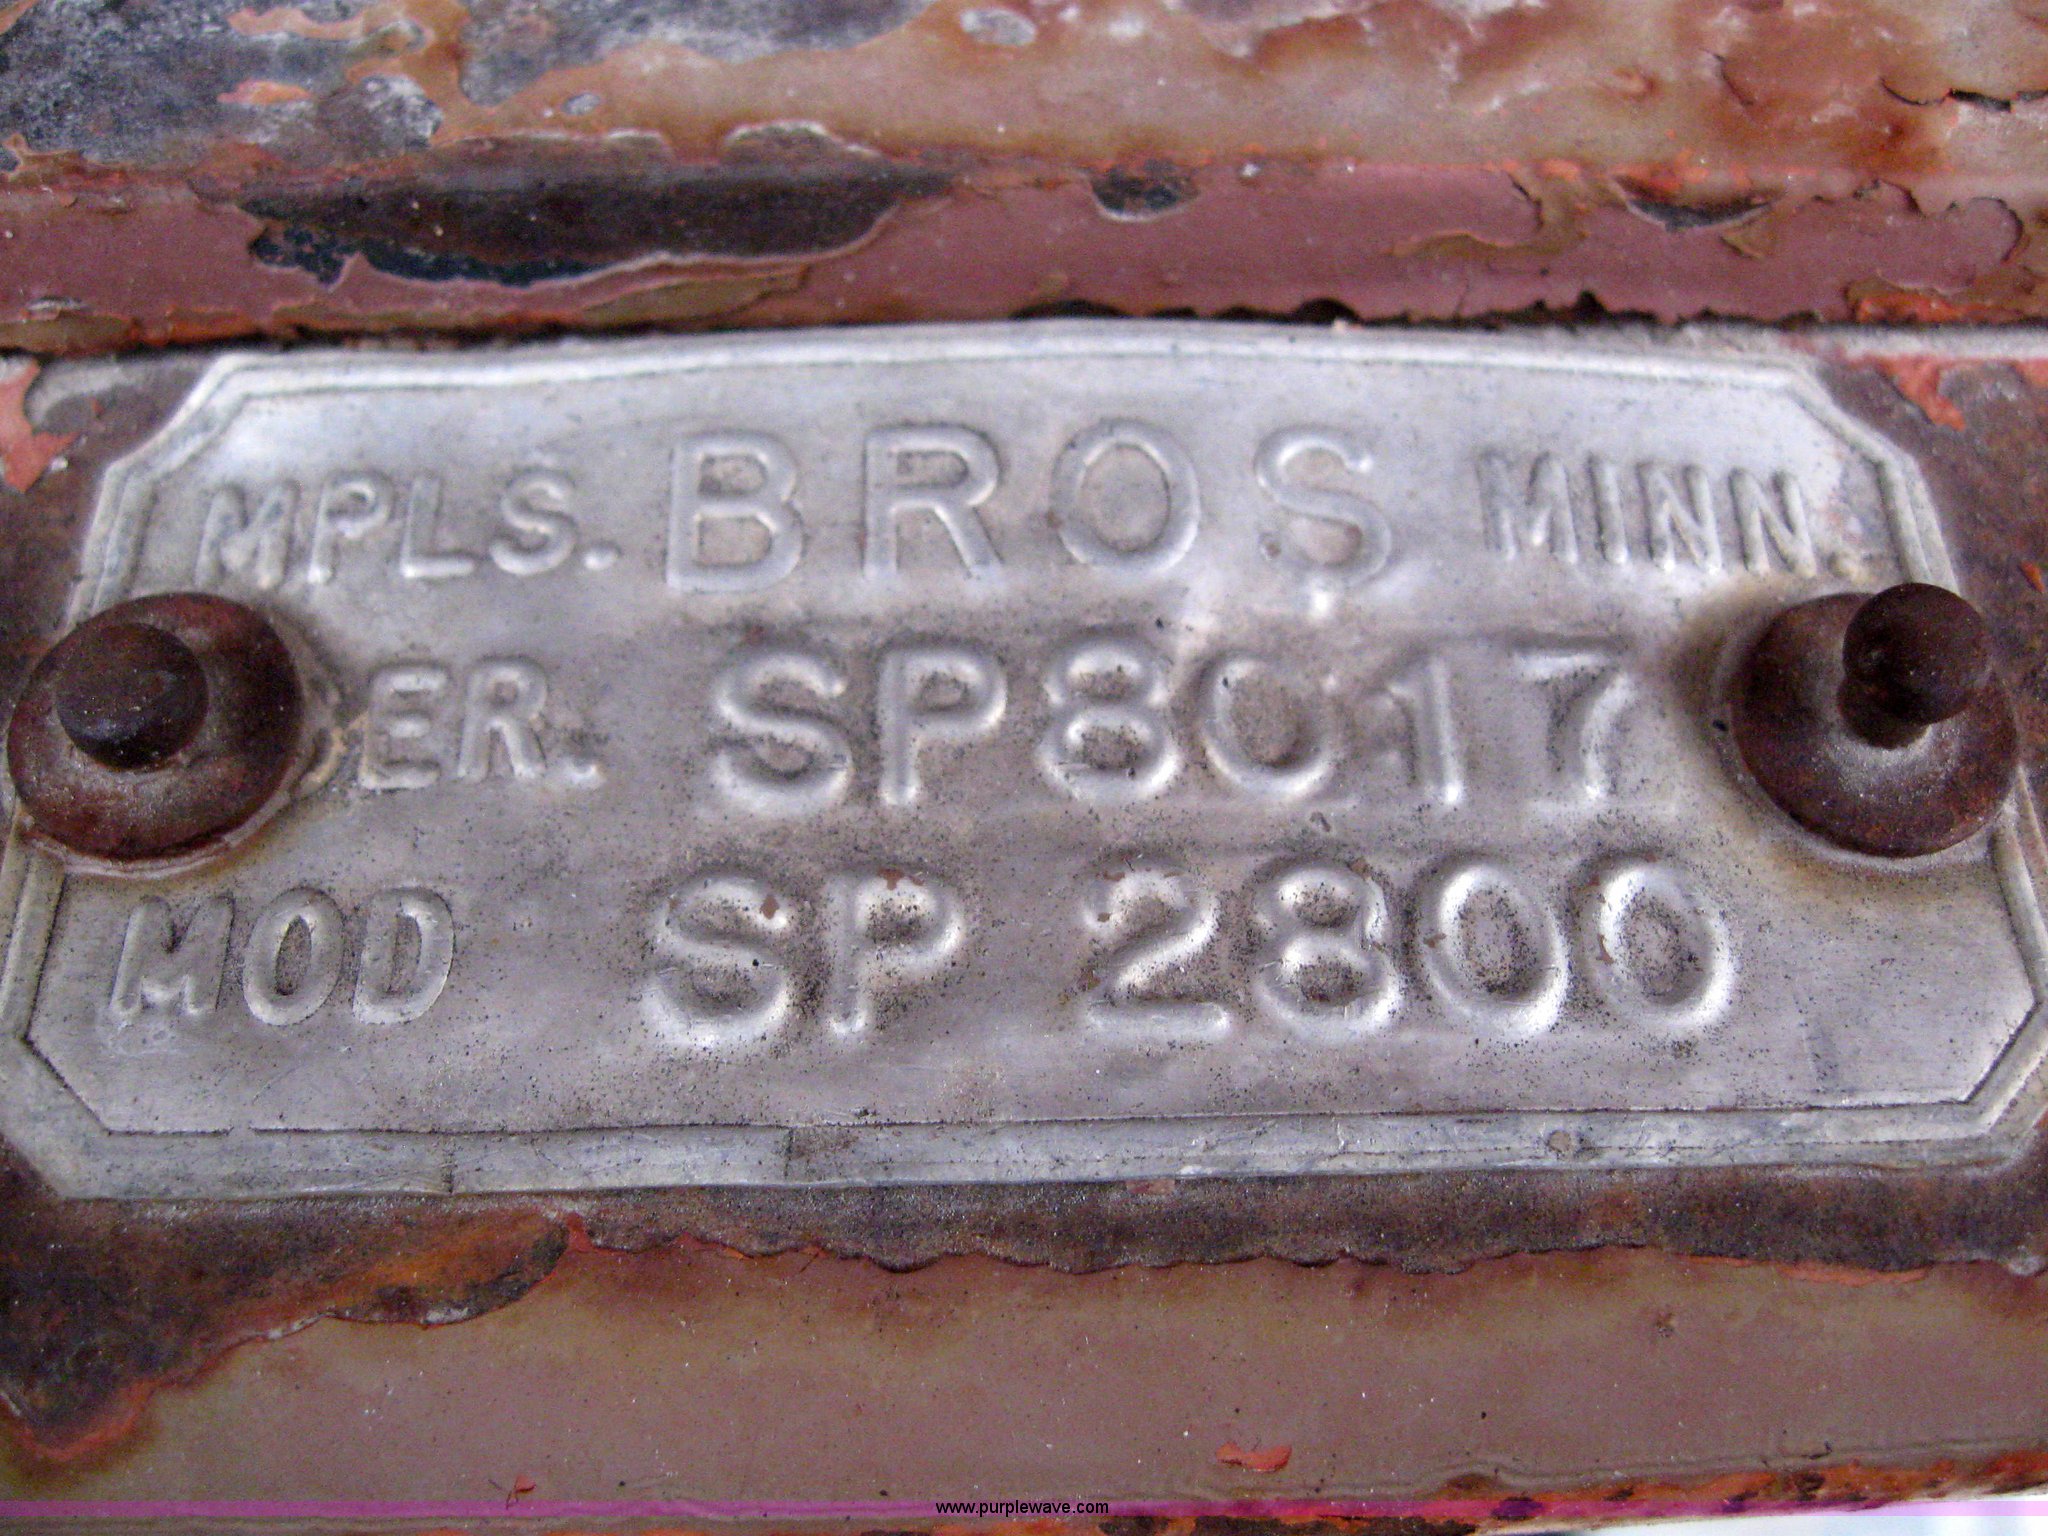 MPLS. BROS MINN.
ER. SP8017
MOD SP 2800
www.purplewave.com